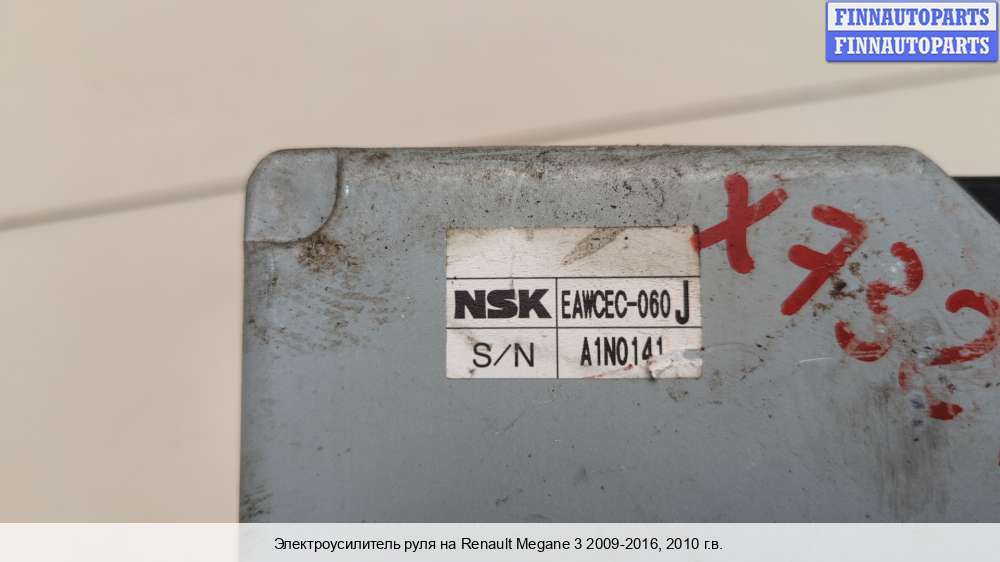 FINNAUTOPARTS
FINNAUTOPARTS
NSK EAWCEC-060 J
S/N A1N0141
Электроусилитель руля на Renault Megane 3 2009-2016, 2010 г.в.